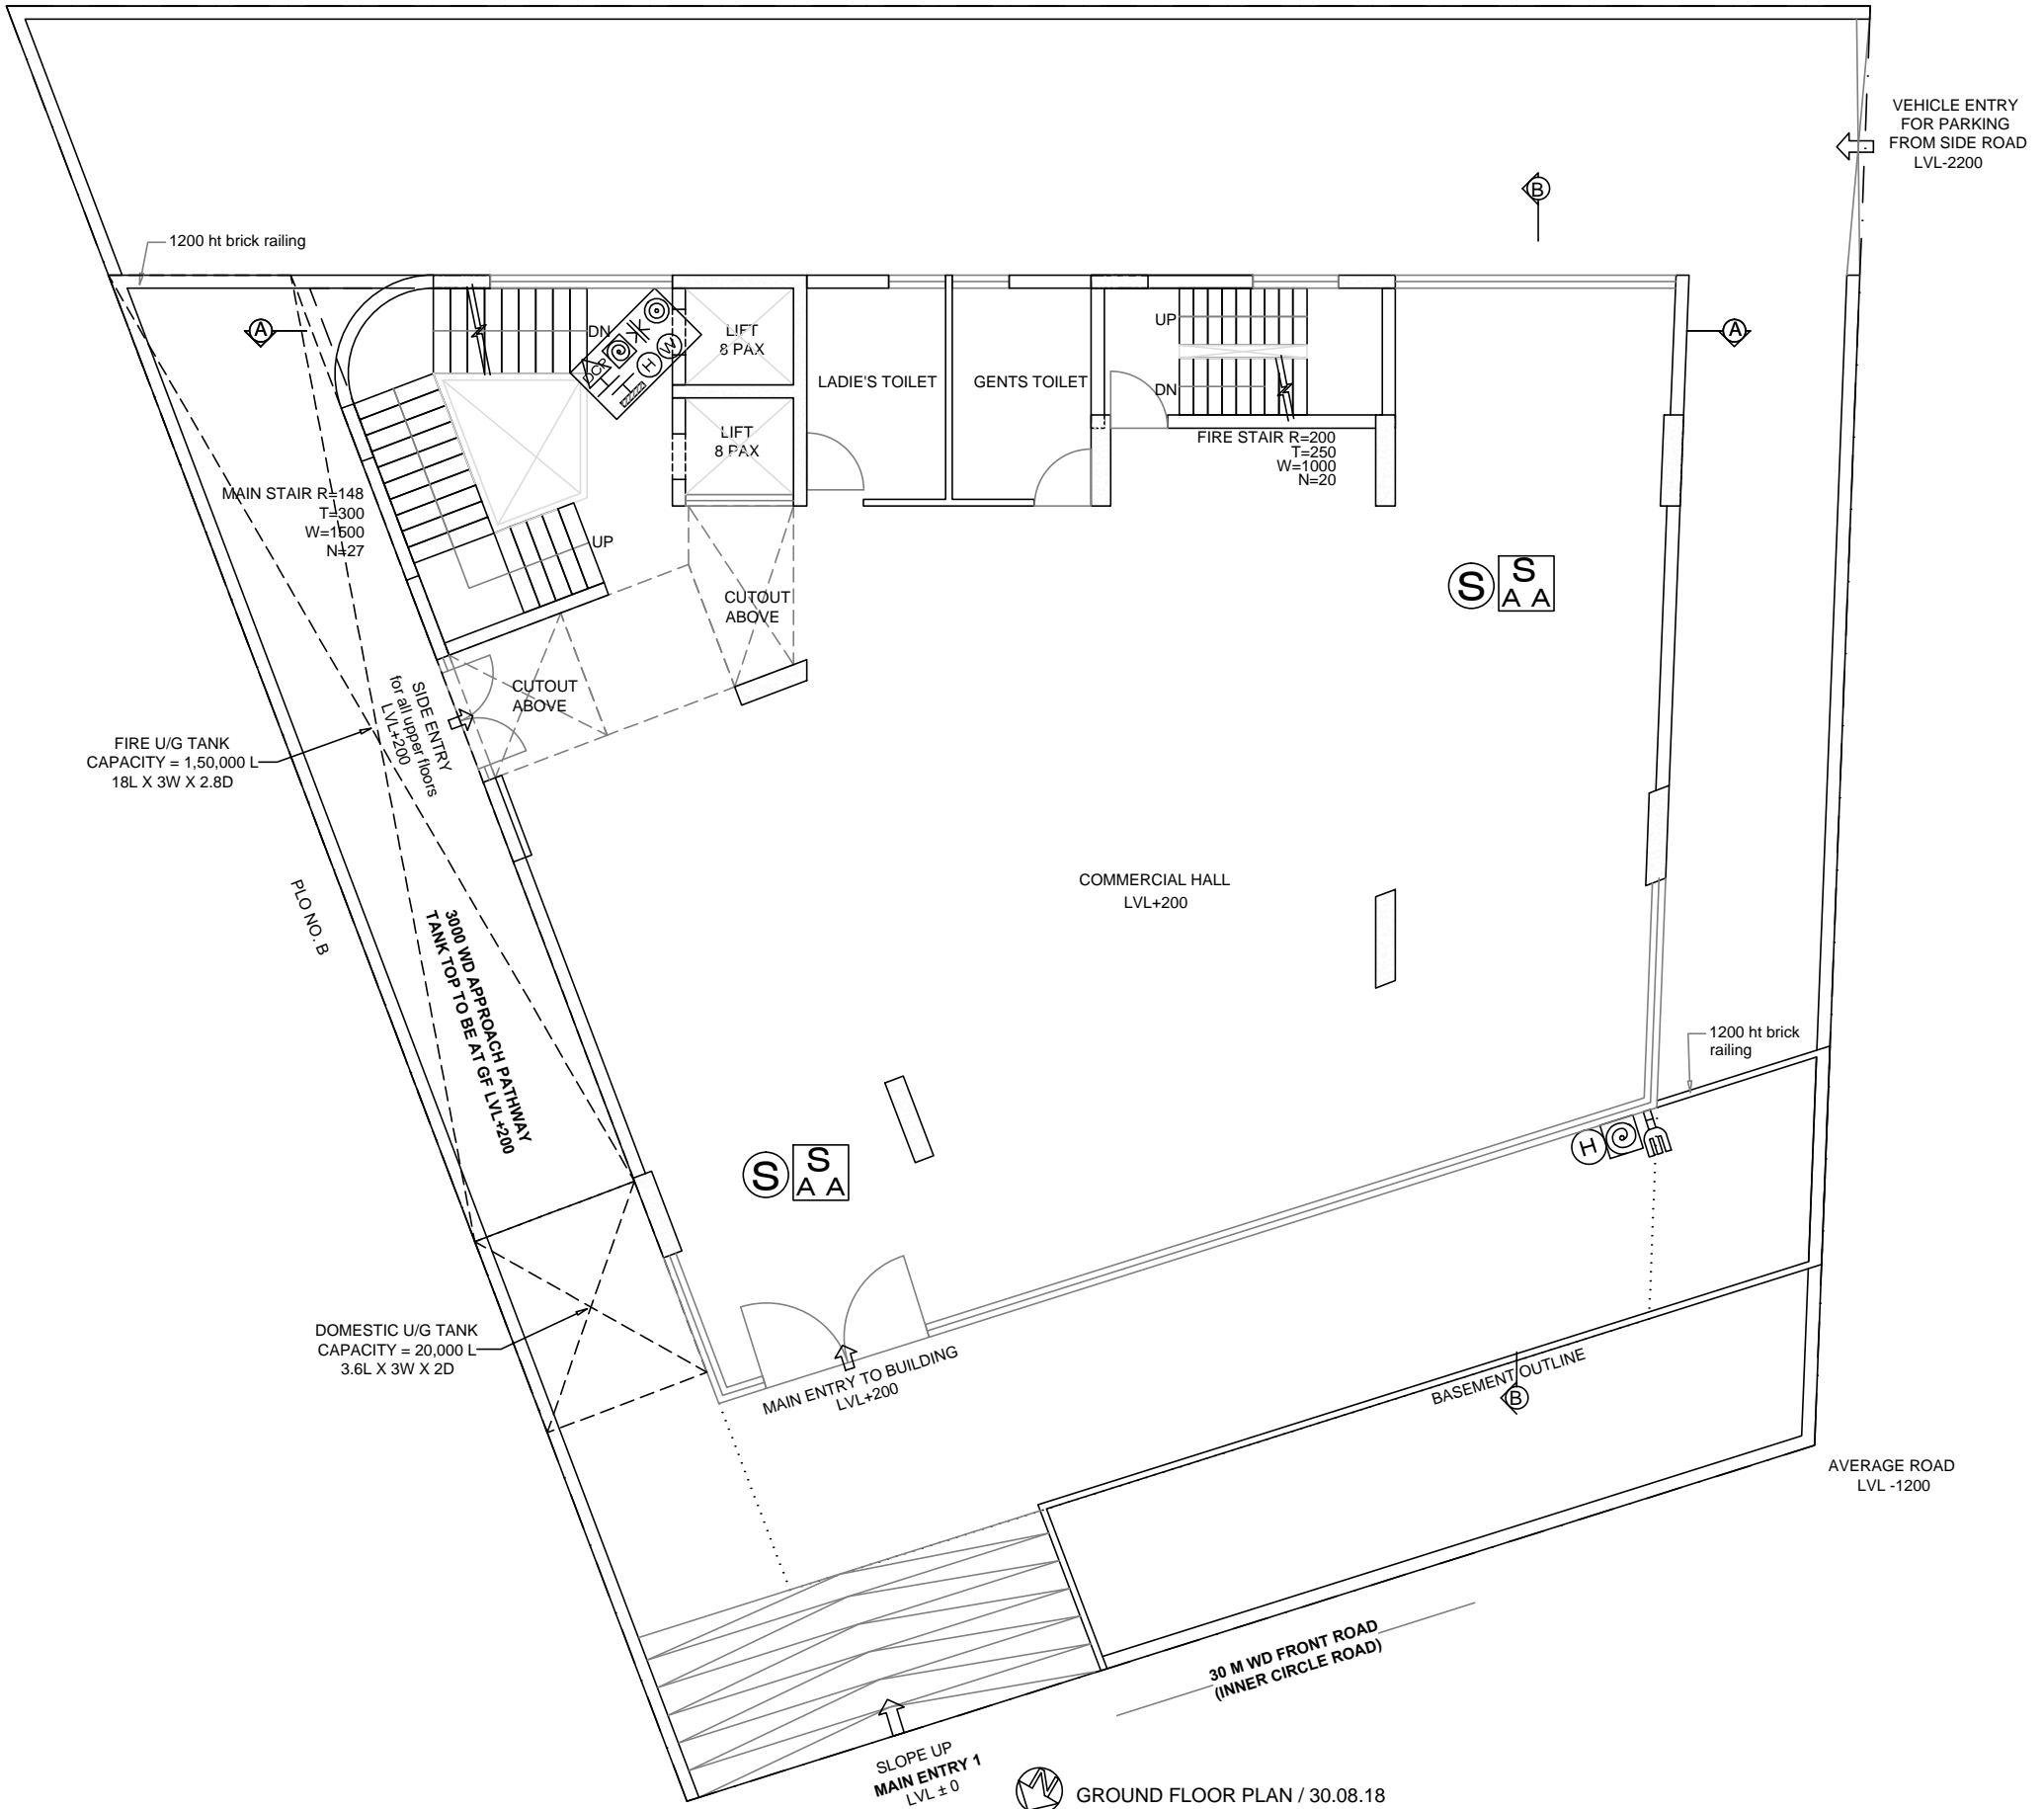 VEHICLE ENTRY
FOR PARKING
FROM SIDE ROAD
LVL-2200
B
1200 ht brick railing
A
DN
DCP
H
W
LIFT
8 PAX
LADIE'S TOILET
GENTS TOILET
UP
DN
A
LIFT
8 PAX
FIRE STAIR R=200
T=250
W=1000
N=20
MAIN STAIR R=148
T=300
W=1500
N=27
UP
CUTOUT
ABOVE
S
S
A A
CUTOUT
ABOVE
SIDE ENTRY
for all upper floors
LVL+200
FIRE U/G TANK
CAPACITY = 1,50,000 L
18L X 3W X 2.8D
PLO NO. B
3000 WD APPROACH PATHWAY
TANK TOP TO BE AT GF LVL+200
COMMERCIAL HALL
LVL+200
1200 ht brick
railing
H
S
S
A A
DOMESTIC U/G TANK
CAPACITY = 20,000 L
3.6L X 3W X 2D
MAIN ENTRY TO BUILDING
LVL+200
BASEMENT OUTLINE
B
AVERAGE ROAD
LVL -1200
30 M WD FRONT ROAD
(INNER CIRCLE ROAD)
SLOPE UP
MAIN ENTRY 1
LVL ± 0
N
GROUND FLOOR PLAN / 30.08.18